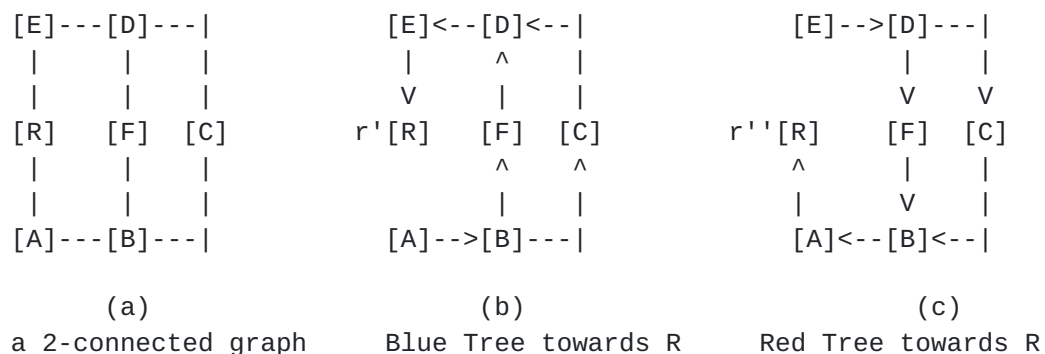 [E]---[D]---|           [E]<--[D]<--|           [E]-->[D]---|
 |     |    |            |     ^    |                  |    |
 |     |    |            V     |    |                  V    V
[R]   [F]  [C]        r'[R]   [F]  [C]        r''[R]  [F]  [C]
 |     |    |                  ^    ^             ^    |    |
 |     |    |                  |    |             |    V    |
[A]---[B]---|           [A]-->[B]---|           [A]<--[B]<--|
(a)                     (b)                     (c)
a 2-connected graph     Blue Tree towards R     Red Tree towards R